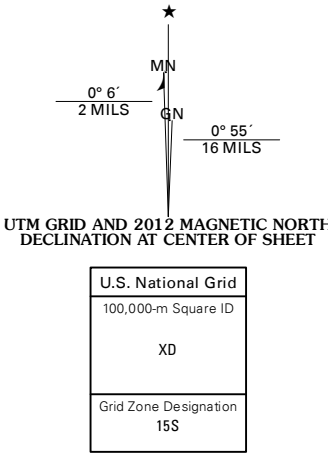 ★
MN
GN
0° 6´
2 MILS
0° 55´
16 MILS
UTM GRID AND 2012 MAGNETIC NORTH
DECLINATION AT CENTER OF SHEET
U.S. National Grid
100,000-m Square ID
XD
Grid Zone Designation
15S